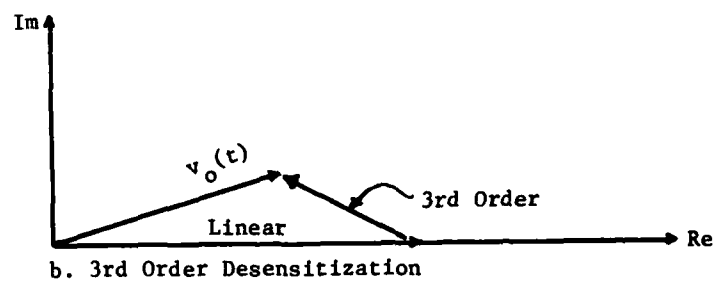 Im
v_o(t)
3rd Order
Linear
Re
b. 3rd Order Desensitization